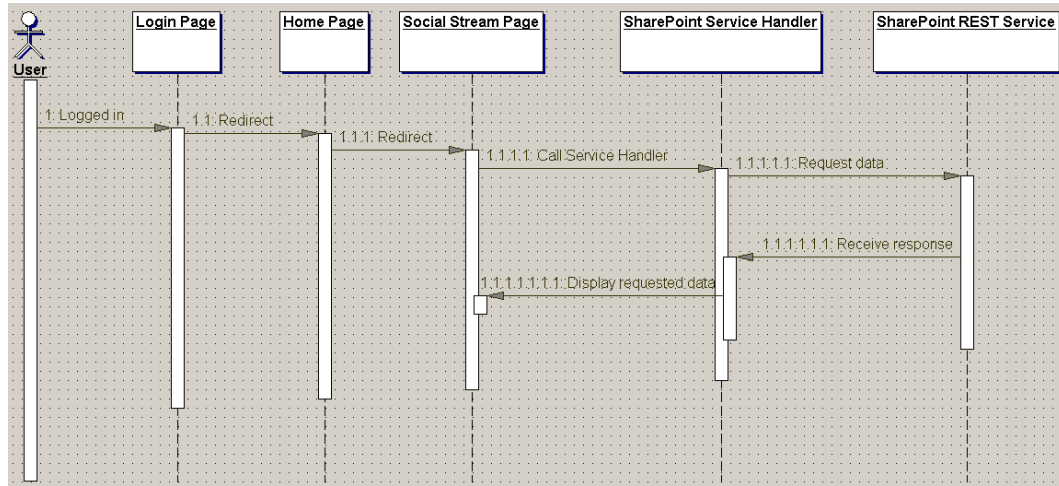 Login Page
Home Page
Social Stream Page
SharePoint Service Handler
SharePoint REST Service
User
1: Logged in
1.1: Redirect
1.1.1: Redirect
1.1.1.1: Call Service Handler
1.1.1.1.1: Request data
1.1.1.1.1.1: Receive response
1.1.1.1.1.1.1: Display requested data